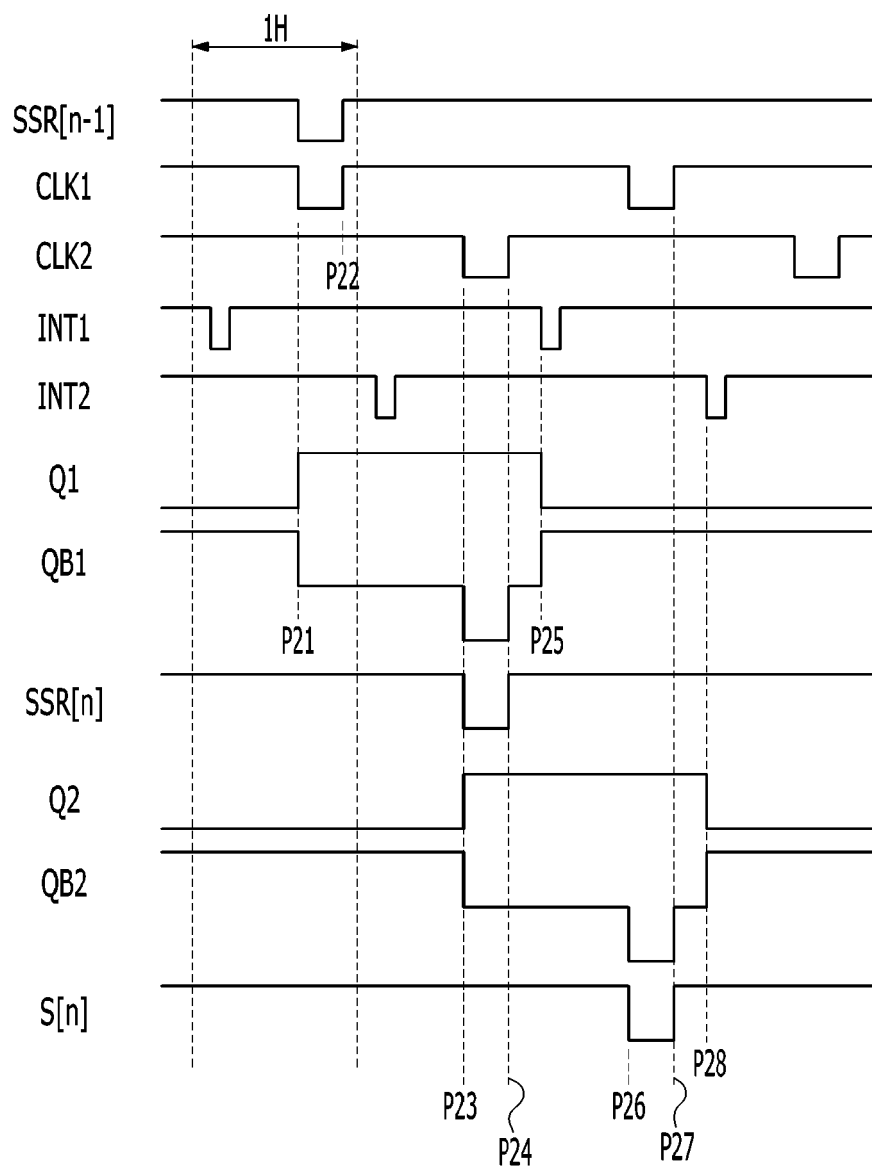 1H
SSR[n-1]
CLK1
CLK2
P22
INT1
INT2
Q1
QB1
P21
P25
SSR[n]
Q2
QB2
S[n]
P28
P23
P26
P24
P27